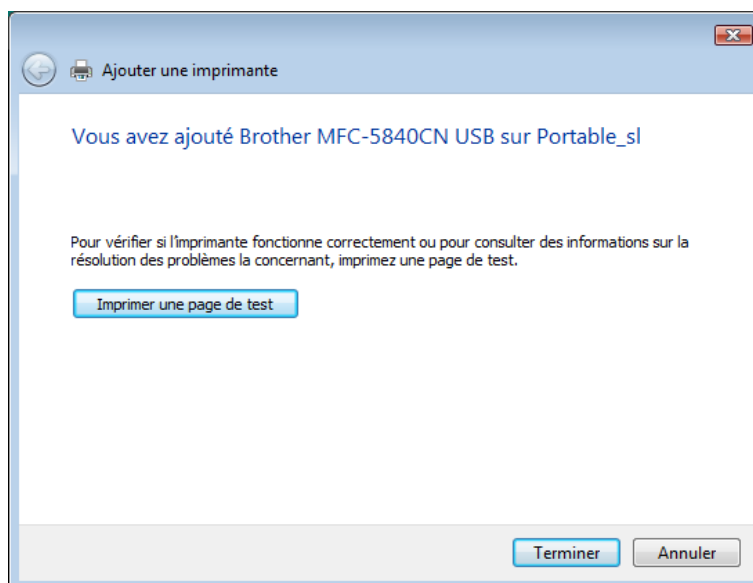 Ajouter une imprimante
Vous avez ajouté Brother MFC-5840CN USB sur Portable_sl
Pour vérifier si l'imprimante fonctionne correctement ou pour consulter des informations sur la
résolution des problèmes la concernant, imprimez une page de test.
Imprimer une page de test
Terminer Annuler